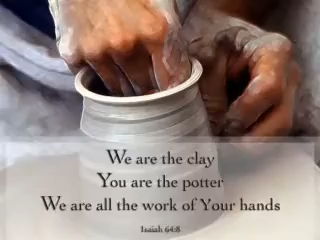 We are the clay
You are the potter
We are all the work of Your hands
Isaiah 64:8